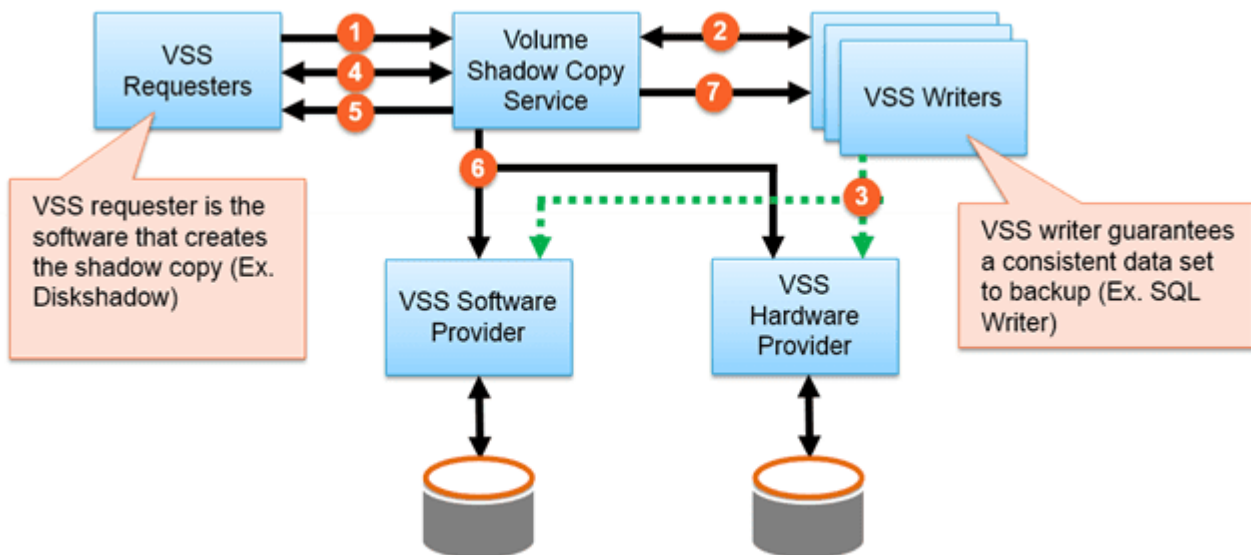 VSS
Requesters
1
4
5
Volume
Shadow Copy
Service
2
7
VSS Writers
6
3
VSS requester is the
software that creates
the shadow copy (Ex.
Diskshadow)
VSS Software
Provider
VSS
Hardware
Provider
VSS writer guarantees
a consistent data set
to backup (Ex. SQL
Writer)